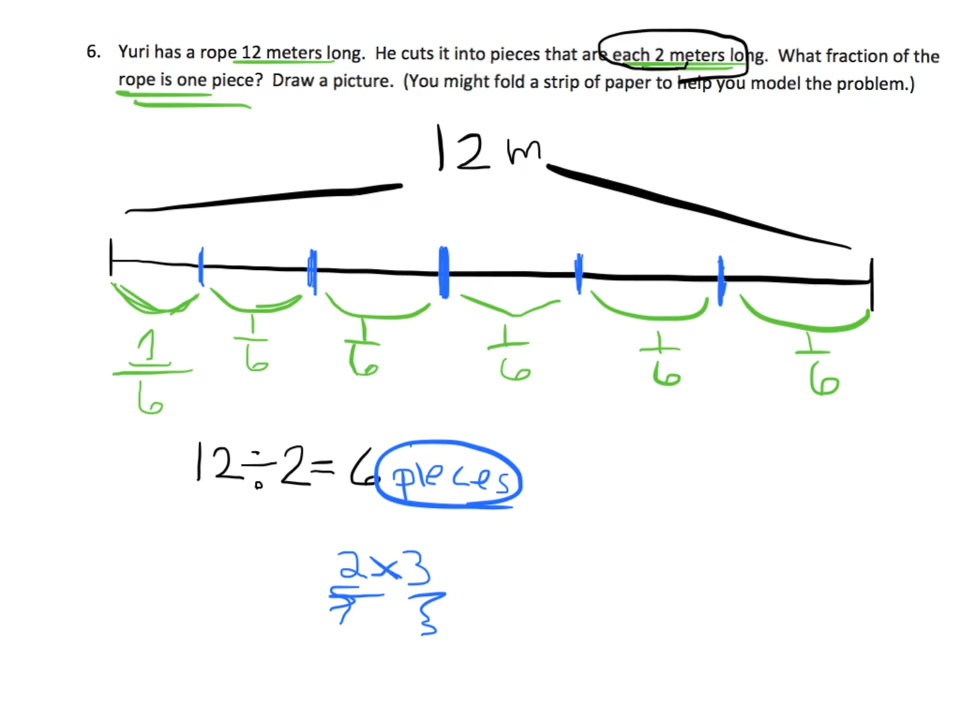 6. Yuri has a rope 12 meters long. He cuts it into pieces that are each 2 meters long. What fraction of the
rope is one piece? Draw a picture. (You might fold a strip of paper to help you model the problem.)
12 m
1/6 1/6 1/6 1/6 1/6 1/6
12÷2=6 pieces
2 x 3